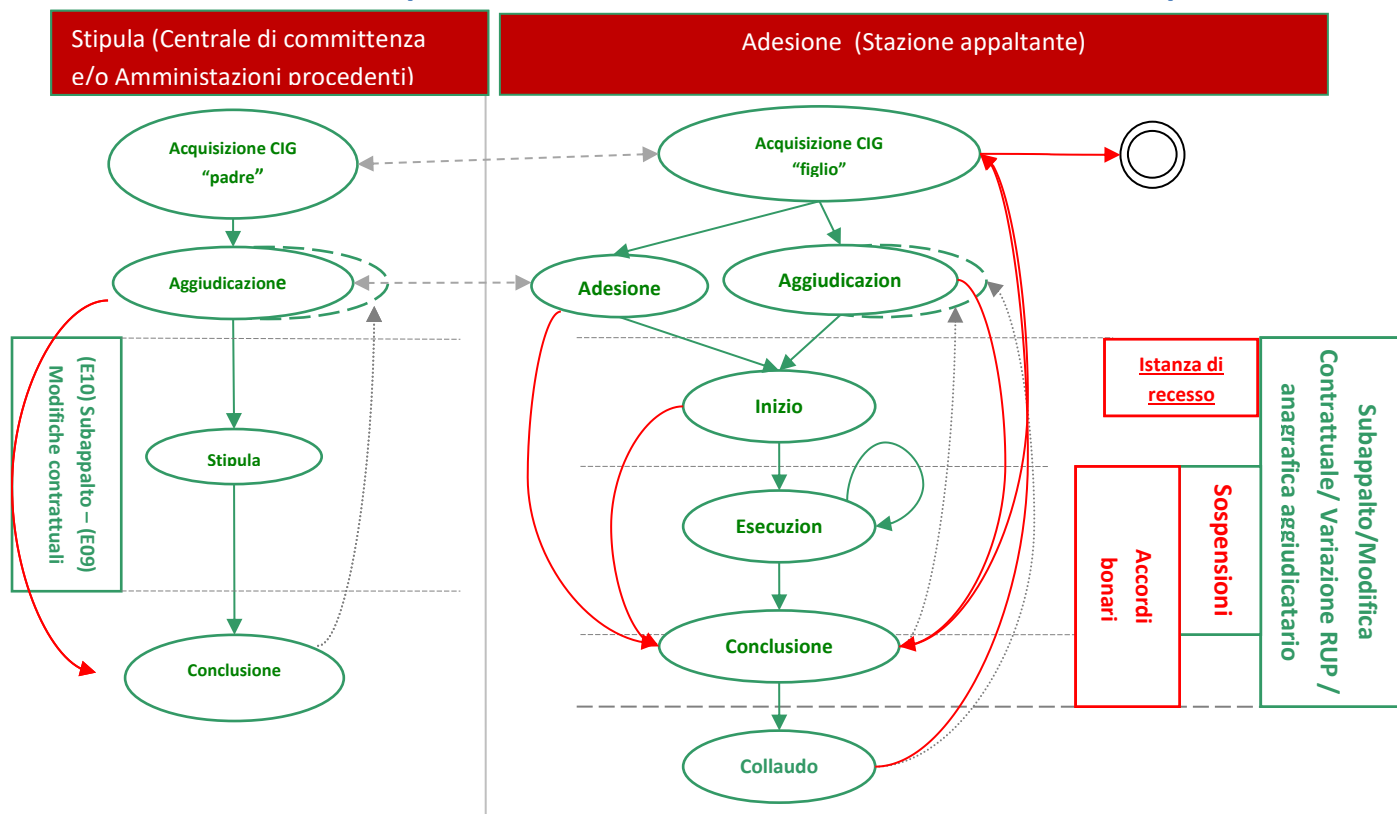 Stipula (Centrale di committenza
e/o Amministazioni procedenti)
Adesione (Stazione appaltante)
Acquisizione CIG
"padre"
Acquisizione CIG
"figlio"
Aggiudicazione
Adesione
Aggiudicazion
(E10) Subappalto – (E09)
Modifiche contrattuali
Istanza di
recesso
Subappalto/Modifica
Contrattuale/ Variazione RUP /
anagrafica aggiudicatario
Inizio
Stipula
Sospensioni
Accordi
bonari
Esecuzion
Conclusione
Conclusione
Collaudo